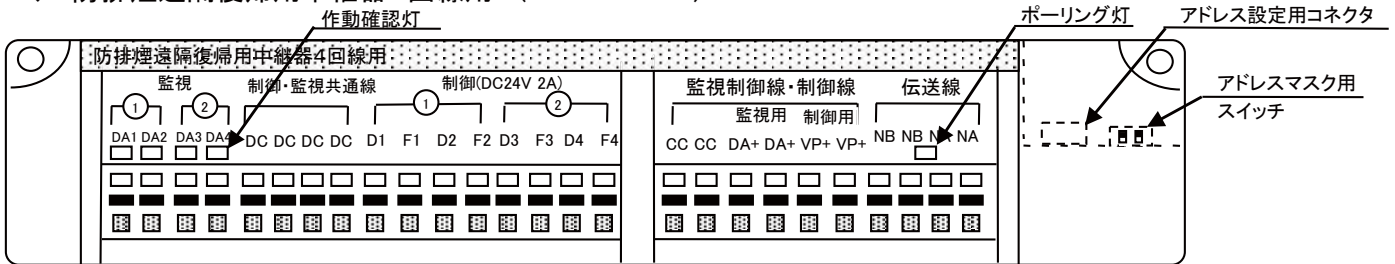 作動確認灯
ポーリング灯
アドレス設定用コネクタ
防排煙遠隔復帰用中継器4回線用
アドレスマスク用
スイッチ
監視
制御・監視共通線
制御(DC24V 2A)
監視制御線・制御線
伝送線
① ② ① ②
監視用 制御用
DA1 DA2 DA3 DA4 DC DC DC DC D1 F1 D2 F2 D3 F3 D4 F4
CC CC DA+ DA+ VP+ VP+ NB NB NA NA